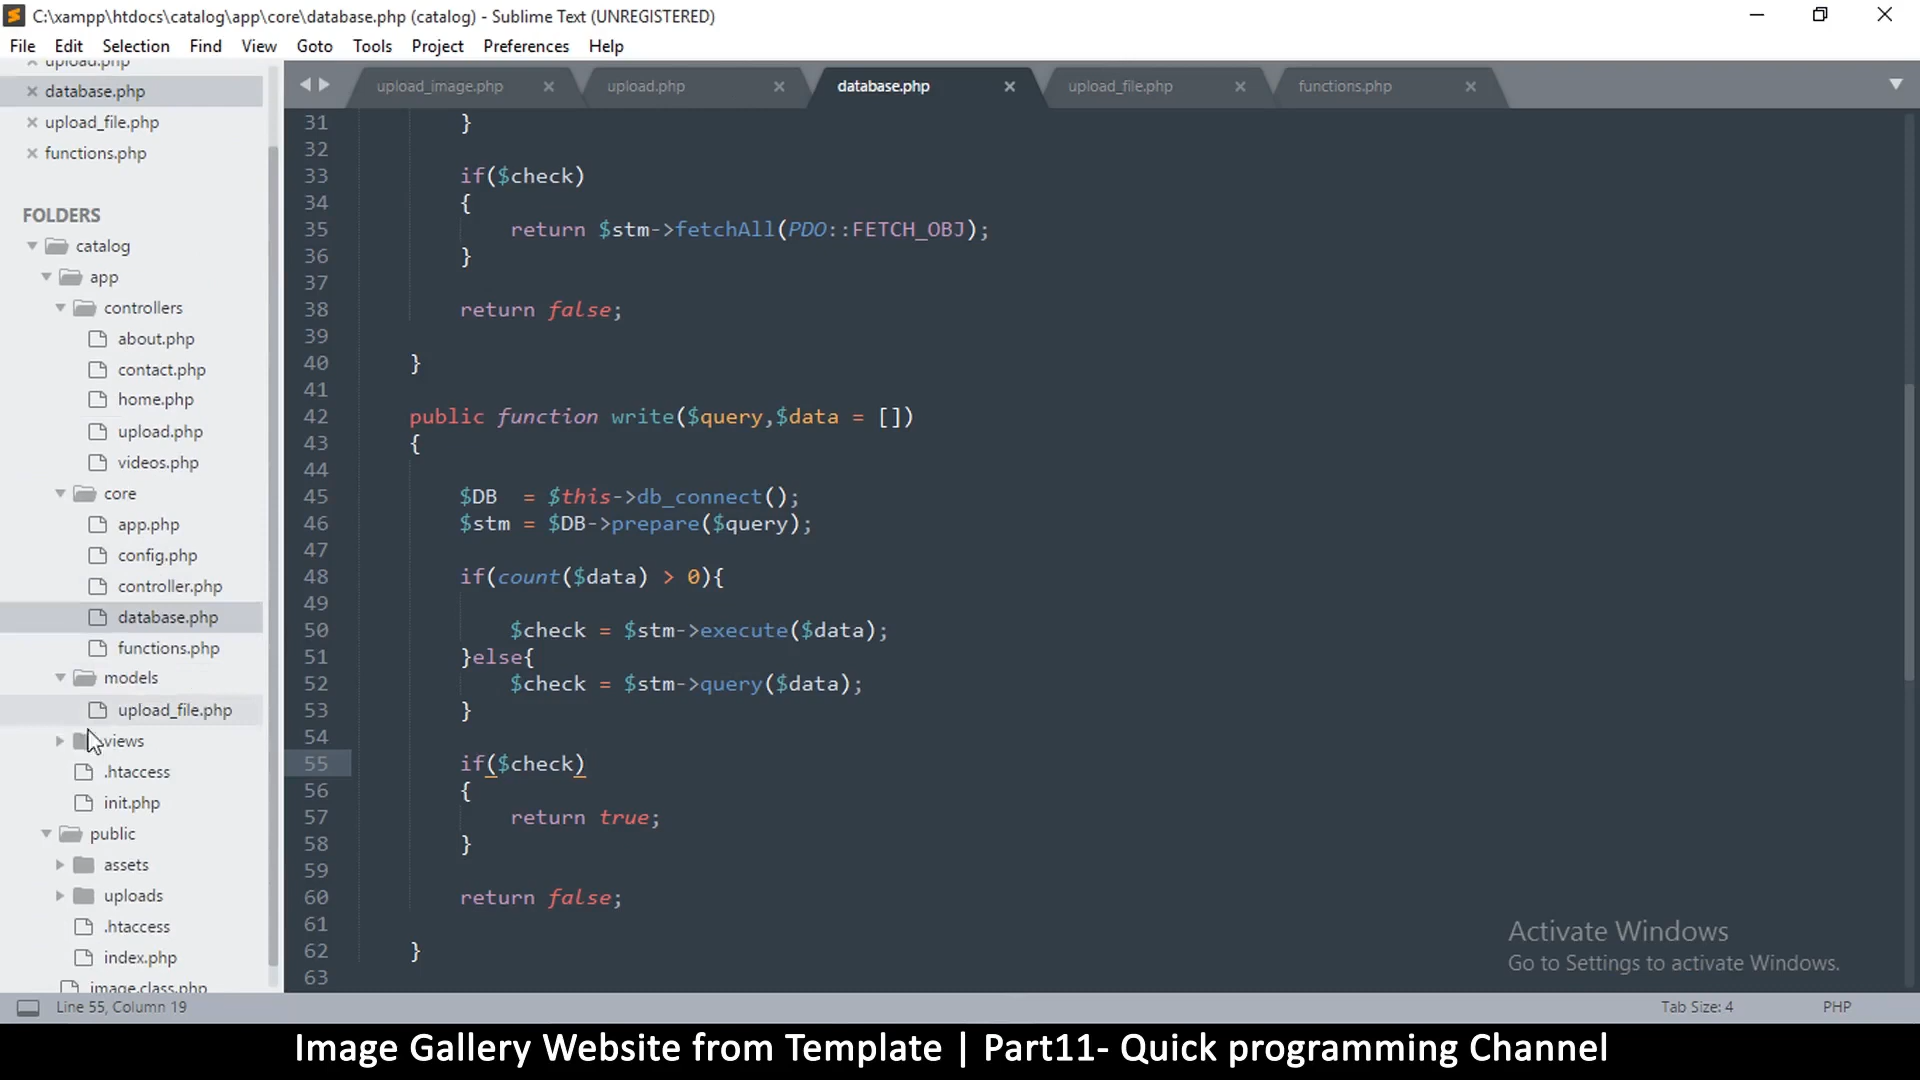 C:\xampp\htdocs\catalog\app\core\database.php (catalog) - Sublime Text (UNREGISTERED)
File Edit Selection Find View Goto Tools Project Preferences Help
upload.php
database.php
upload_file.php
functions.php
FOLDERS
catalog
app
controllers
about.php
contact.php
home.php
upload.php
videos.php
core
app.php
config.php
controller.php
database.php
functions.php
models
upload_file.php
views
.htaccess
init.php
public
assets
uploads
.htaccess
index.php
image.class.php
upload_image.php upload.php database.php upload_file.php functions.php
31 }
32
33 if($check)
34 {
35 return $stm->fetchAll(PDO::FETCH_OBJ);
36 }
37
38 return false;
39
40 }
41
42 public function write($query,$data = [])
43 {
44
45 $DB = $this->db_connect();
46 $stm = $DB->prepare($query);
47
48 if(count($data) > 0){
49
50 $check = $stm->execute($data);
51 }else{
52 $check = $stm->query($data);
53 }
54
55 if($check)
56 {
57 return true;
58 }
59
60 return false;
61
62 }
63
Activate Windows
Go to Settings to activate Windows.
Line 55, Column 19 Tab Size: 4 PHP
Image Gallery Website from Template | Part11- Quick programming Channel